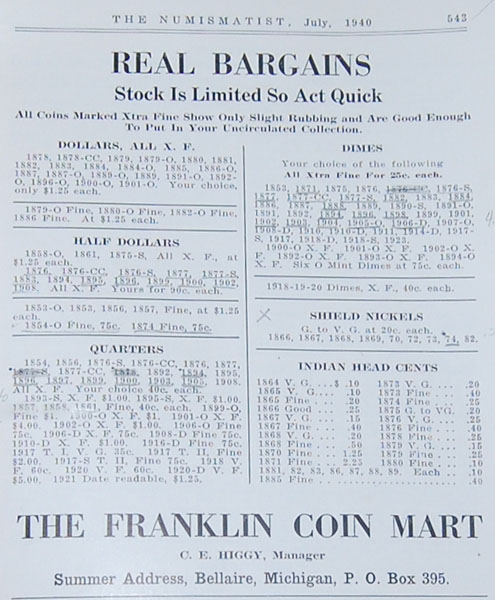 THE NUMISMATIST, July, 1940 543
REAL BARGAINS
Stock Is Limited So Act Quick
All Coins Marked Xtra Fine Show Only Slight Rubbing and Are Good Enough
To Put In Your Uncirculated Collection.
DOLLARS, ALL X. F.
1878, 1878-CC, 1879, 1879-O, 1880, 1881,
1882, 1883, 1884, 1884-O, 1885, 1886-O,
1887, 1887-O, 1889-O, 1889, 1891-O, 1892-
O, 1896-O, 1900-O, 1901-O. Your choice,
only $1.25 each.
1879-O Fine, 1880-O Fine, 1882-O Fine,
1886 Fine. At $1.25 each.
HALF DOLLARS
1858-O, 1861, 1875-S, All X. F., at
$1.25 each.
1876, 1876-CC, 1876-S, 1877, 1877-S,
1883, 1894, 1895, 1896, 1899, 1900, 1902,
1908. All X. F. Yours for 90c. each.
1853-O, 1853, 1856, 1857, Fine, at $1.25
each.
1854-O Fine, 75c. 1874 Fine, 75c.
QUARTERS
1854, 1856, 1876-S, 1876-CC, 1876, 1877,
1877-CC, 1894, 1895,
1896, 1897, 1899, 1900, 1903, 1905, 1908.
All X. F. Your choice 40c. each.
1893-S, X. F. $1.00. 1895-S, X. F. $1.00.
1857, 1858, 1861, Fine, 40c. each. 1899-O,
Fine $1. 1900-O X. F. $1. 1901-O X. F.
$4.00. 1902-O X. F. $1.00. 1906-O Fine
75c. 1906-D X. F. 75c. 1908-D Fine 75c.
1910-D X. F. $1.00. 1916-D Fine 75c.
1917 T. I, V. G. 35c. 1917 T. II, Fine
$2.00. 1917-S T. II, Fine 75c. 1918 V.
F. 60c. 1920 V. F. 60c. 1920-D V. F.
$5.00. 1921 Date readable, $1.25.
DIMES
Your choice of the following
All Xtra Fine For 25c. each.
1853, 1871, 1875, 1876, 1876-S,
1877, 1877-CC, 1877-S, 1882, 1883, 1884,
1886, 1887, 1888, 1889, 1890-S, 1891-O,
1891, 1892, 1894, 1896, 1898, 1899, 1901,
1902, 1903, 1904, 1905-O, 1906-D, 1907-O,
1908-D, 1910, 1910-D, 1911, 1914-D, 1917-
S, 1917, 1918-D, 1918-S, 1923.
1900-O X. F. 1901-O X. F. 1902-O X.
F. 1892-O X. F. 1893-O X. F. 1894-O
X. F. Six O Mint Dimes at 75c. each.
1918-19-20 Dimes, X. F., 40c. each.
SHIELD NICKELS
G. to V. G. at 20c. each.
1866, 1867, 1868, 1869, 70, 72, 73, 74, 82.
INDIAN HEAD CENTS
1864 V. G. ...$ .10 1873 V. G. .... .20
1865 V. G. .... .10 1873 Fine .... .40
1865 Fine .... .20 1874 Fine .... .25
1866 Good .... .25 1875 G. to VG. .20
1867 V. G. .... .15 1876 V. G. .... .25
1867 Fine .... .40 1876 Fine .... .40
1868 V. G. .... .20 1878 Fine .... .25
1868 Fine .... .50 1879 V. G. .... .15
1870 Fine .... 1.25 1879 Fine .... .25
1871 Fine .... 2.25 1880 Fine .... .10
1881, 82, 83, 86, 87, 88, 89. Each .... .10
1885 Fine .... .40
THE FRANKLIN COIN MART
C. E. HIGGY, Manager
Summer Address, Bellaire, Michigan, P. O. Box 395.